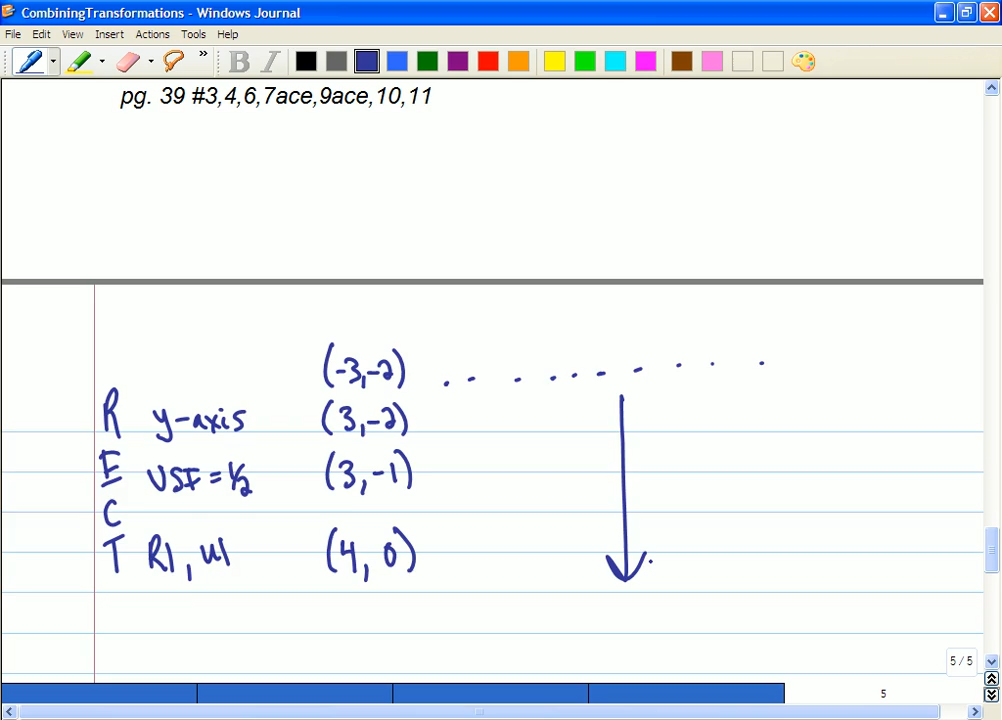 CombiningTransformations - Windows Journal
File Edit View Insert Actions Tools Help
B I
pg. 39 #3,4,6,7ace,9ace,10,11
(-3,-2)
R y-axis (3,-2)
E VSF = 1/2 (3,-1)
C
T R1, u1 (4, 0)
5 / 5
5